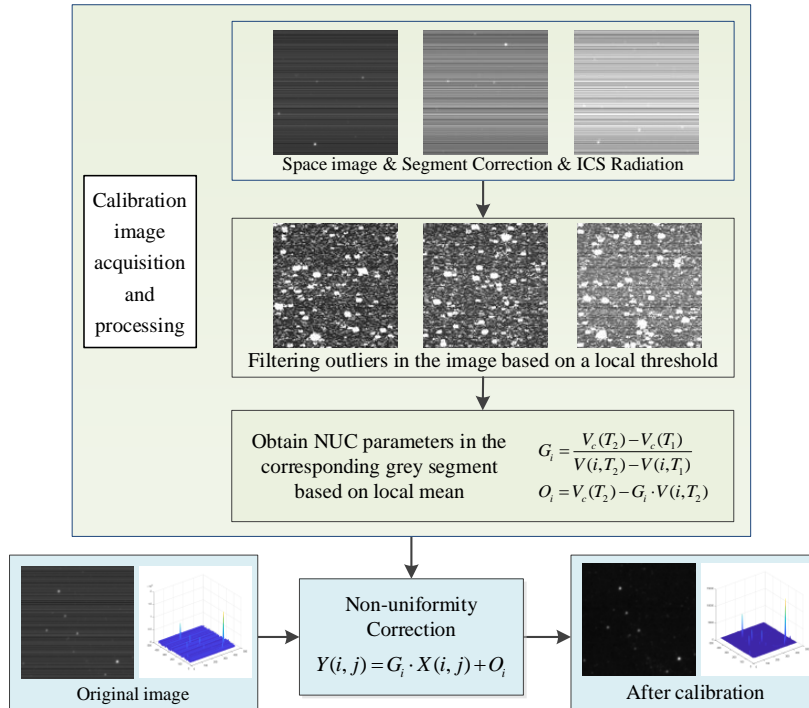 Space image & Segment Correction & ICS Radiation
Calibration
image
acquisition
and
processing
Filtering outliers in the image based on a local threshold
Obtain NUC parameters in the
corresponding grey segment
based on local mean
G_i = \frac{V_c(T_2) - V_c(T_1)}{V(i,T_2) - V(i,T_1)}
O_i = V_c(T_2) - G_i · V(i,T_2)
Non-uniformity
Correction
Y(i, j) = G_i · X(i, j) + O_i
Original image
After calibration